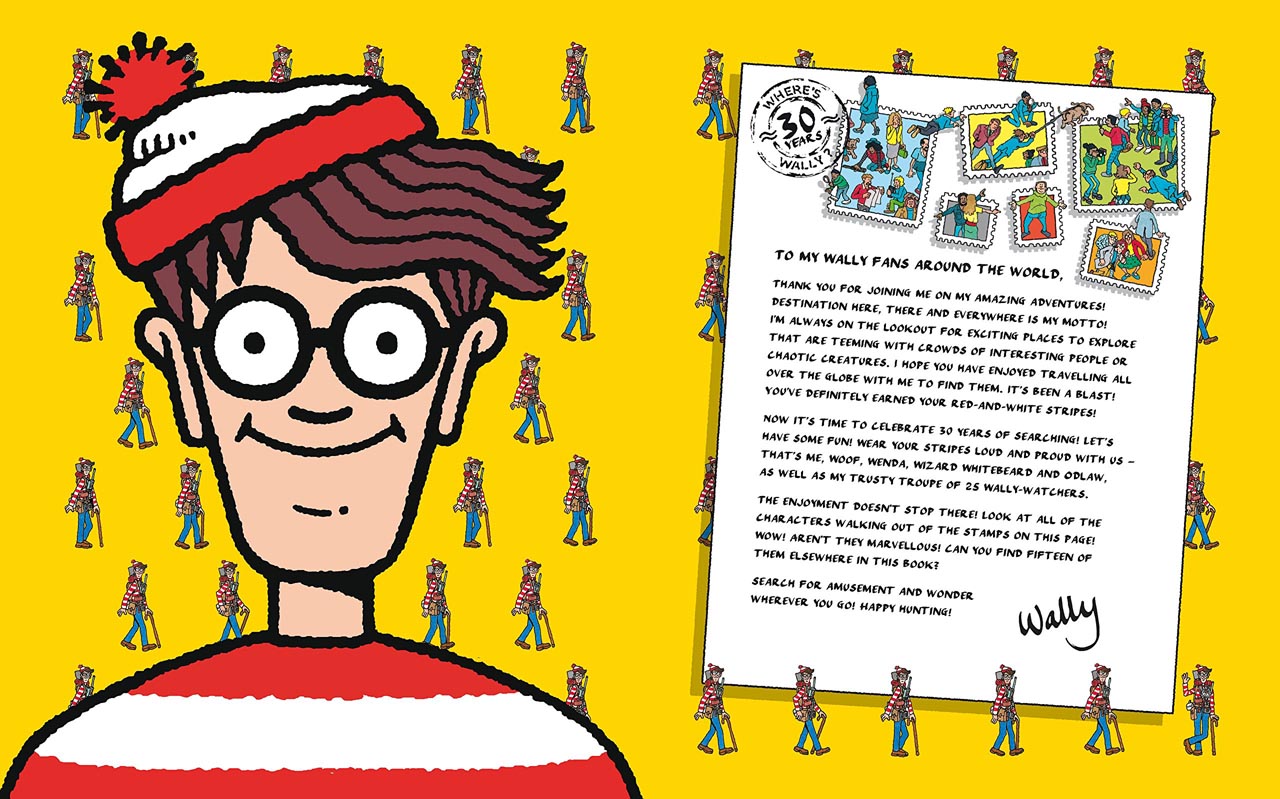 WHERE'S
30
YEARS
WALLY?
TO MY WALLY FANS AROUND THE WORLD,
THANK YOU FOR JOINING ME ON MY AMAZING ADVENTURES!
DESTINATION HERE, THERE AND EVERYWHERE IS MY MOTTO!
I'M ALWAYS ON THE LOOKOUT FOR EXCITING PLACES TO EXPLORE
THAT ARE TEEMING WITH CROWDS OF INTERESTING PEOPLE OR
CHAOTIC CREATURES. I HOPE YOU HAVE ENJOYED TRAVELLING ALL
OVER THE GLOBE WITH ME TO FIND THEM. IT'S BEEN A BLAST!
YOU'VE DEFINITELY EARNED YOUR RED-AND-WHITE STRIPES!
NOW IT'S TIME TO CELEBRATE 30 YEARS OF SEARCHING! LET'S
HAVE SOME FUN! WEAR YOUR STRIPES LOUD AND PROUD WITH US –
THAT'S ME, WOOF, WENDA, WIZARD WHITEBEARD AND ODLAW,
AS WELL AS MY TRUSTY TROUPE OF 25 WALLY-WATCHERS.
THE ENJOYMENT DOESN'T STOP THERE! LOOK AT ALL OF THE
CHARACTERS WALKING OUT OF THE STAMPS ON THIS PAGE!
WOW! AREN'T THEY MARVELLOUS! CAN YOU FIND FIFTEEN OF
THEM ELSEWHERE IN THIS BOOK?
SEARCH FOR AMUSEMENT AND WONDER
WHEREVER YOU GO! HAPPY HUNTING!
Wally